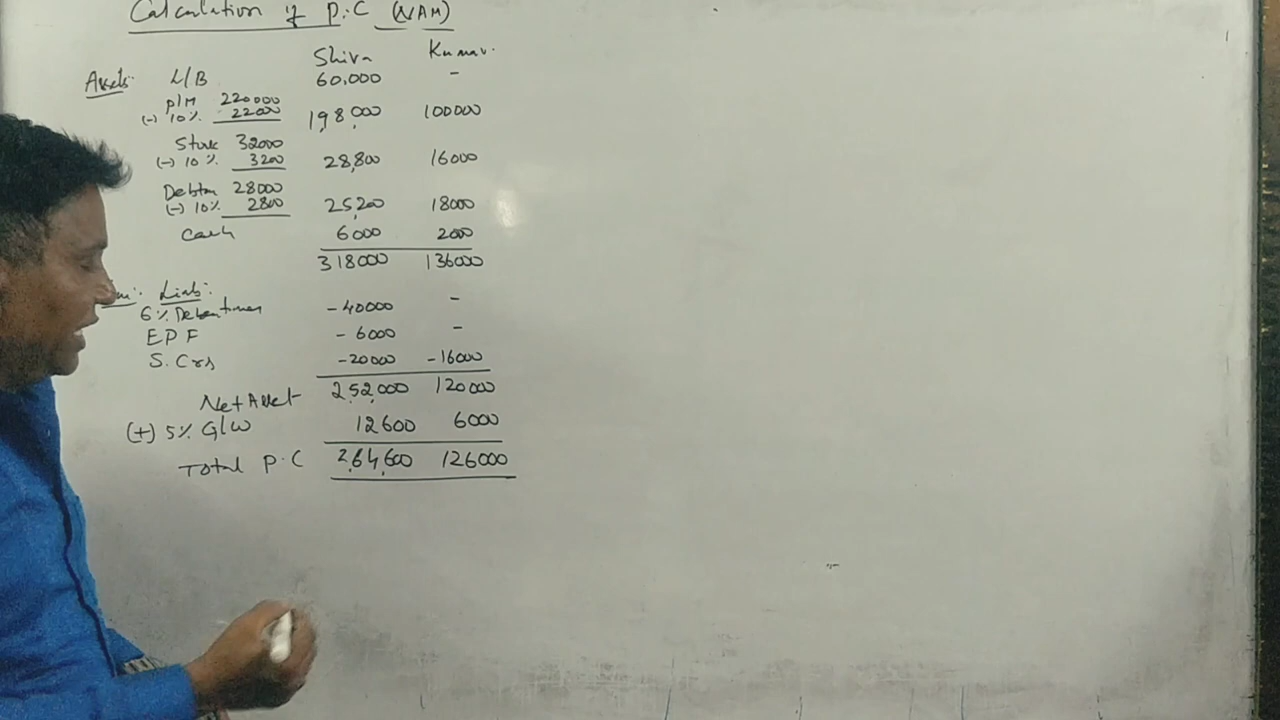 Calculation of P.C (NAM)
Shiva Kumar.
Assets: L/B 60,000 -
P/M 220000
(-) 10% 22000 198,000 100000
Stock 32000
(-) 10% 3200 28,800 16000
Debtors 28000
(-) 10% 2800 25,200 18000
Cash 6000 2000
318000 136000
Liab:
6% Debentures -40000 -
EPF -6000 -
S. Crs -20000 -16000
Net Asset 252,000 120000
(+) 5% G/W 12600 6000
Total P.C 264,600 126000